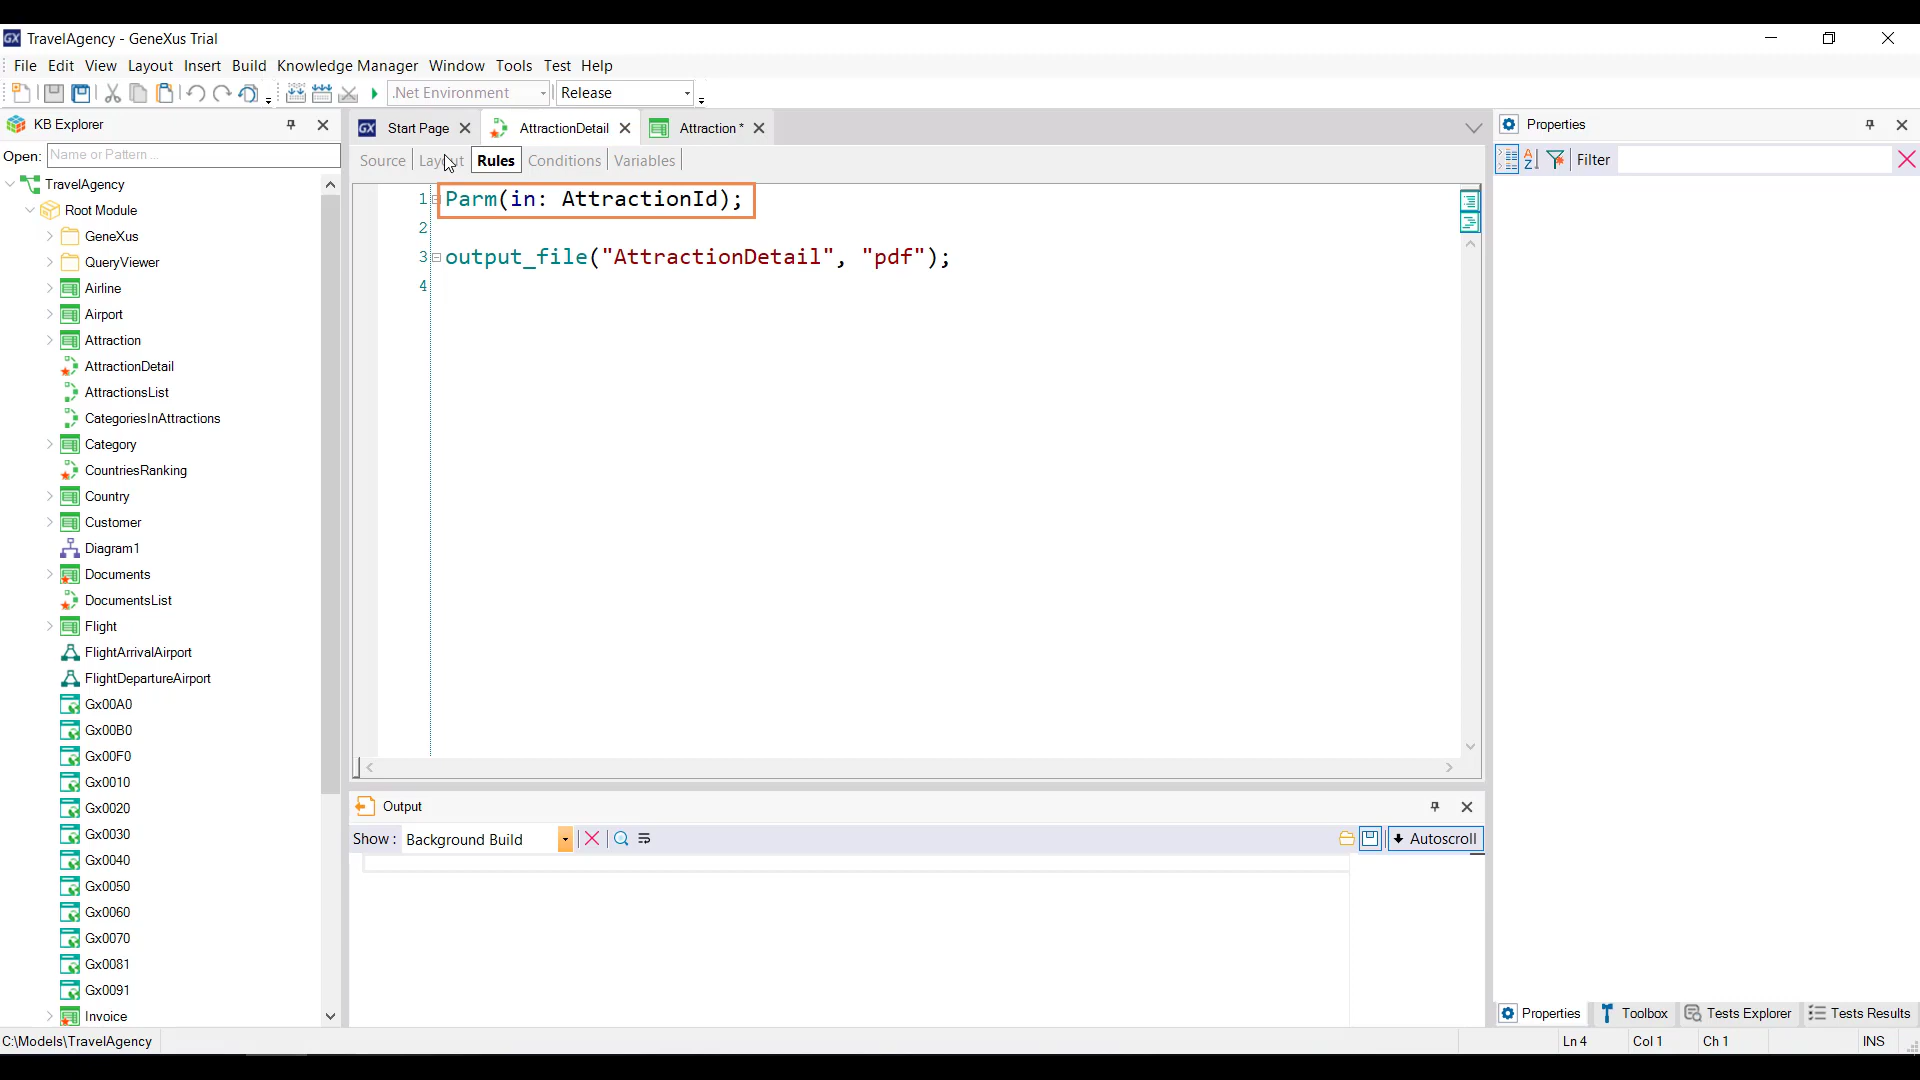 GX TravelAgency - GeneXus Trial
File Edit View Layout Insert Build Knowledge Manager Window Tools Test Help
.Net Environment Release
KB Explorer
Open: Name or Pattern ...
TravelAgency
Root Module
GeneXus
QueryViewer
Airline
Airport
Attraction
AttractionDetail
AttractionsList
CategoriesInAttractions
Category
CountriesRanking
Country
Customer
Diagram1
Documents
DocumentsList
Flight
FlightArrivalAirport
FlightDepartureAirport
Gx00A0
Gx00B0
Gx00F0
Gx0010
Gx0020
Gx0030
Gx0040
Gx0050
Gx0060
Gx0070
Gx0081
Gx0091
Invoice
GX Start Page AttractionDetail Attraction *
Source Layout Rules Conditions Variables
1 Parm(in: AttractionId);
2
3 output_file("AttractionDetail", "pdf");
4
Output
Show : Background Build Autoscroll
Properties
Filter
Properties Toolbox Tests Explorer Tests Results
C:\Models\TravelAgency Ln 4 Col 1 Ch 1 INS